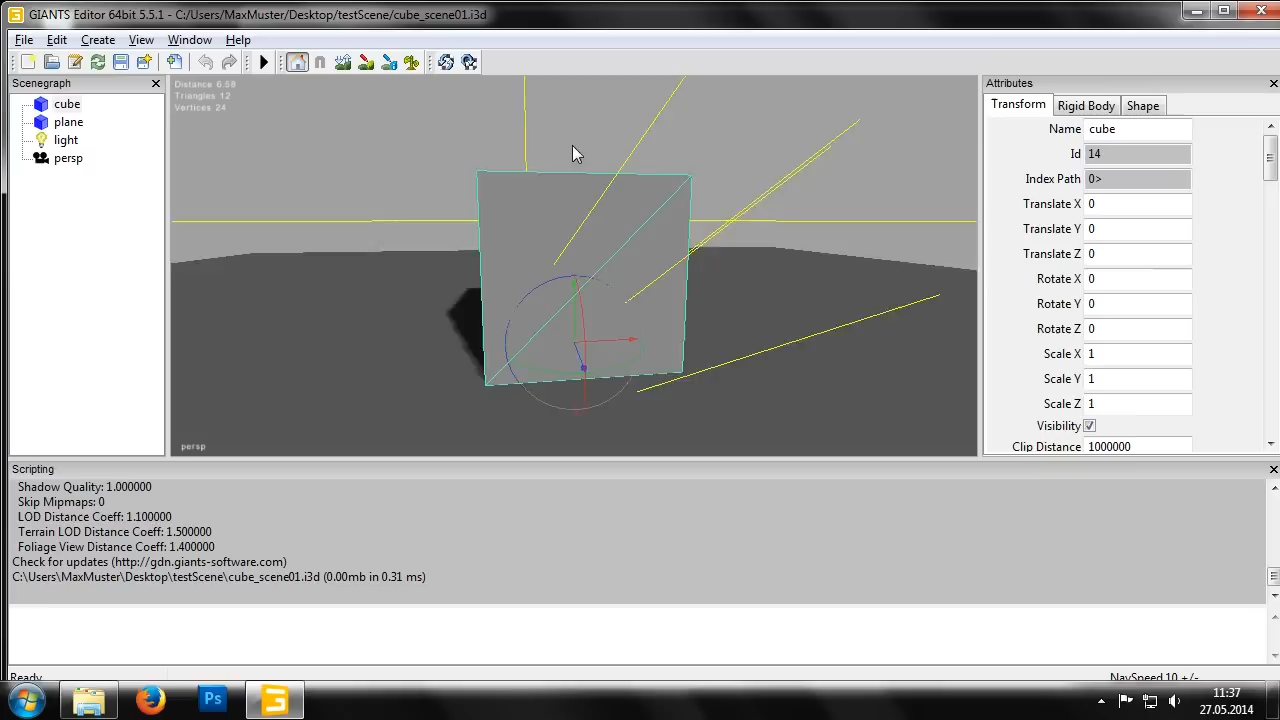 GIANTS Editor 64bit 5.5.1 - C:/Users/MaxMuster/Desktop/testScene/cube_scene01.i3d
File Edit Create View Window Help
Scenegraph
cube
plane
light
persp
Distance 6.58
Triangles 12
Vertices 24
persp
Attributes
Transform Rigid Body Shape
Name cube
Id 14
Index Path 0>
Translate X 0
Translate Y 0
Translate Z 0
Rotate X 0
Rotate Y 0
Rotate Z 0
Scale X 1
Scale Y 1
Scale Z 1
Visibility
Clip Distance 1000000
Scripting
Shadow Quality: 1.000000
Skip Mipmaps: 0
LOD Distance Coeff: 1.100000
Terrain LOD Distance Coeff: 1.500000
Foliage View Distance Coeff: 1.400000
Check for updates (http://gdn.giants-software.com)
C:\Users\MaxMuster\Desktop\testScene\cube_scene01.i3d (0.00mb in 0.31 ms)
Ready
NavSpeed 10 +/-
Ps
11:37
27.05.2014